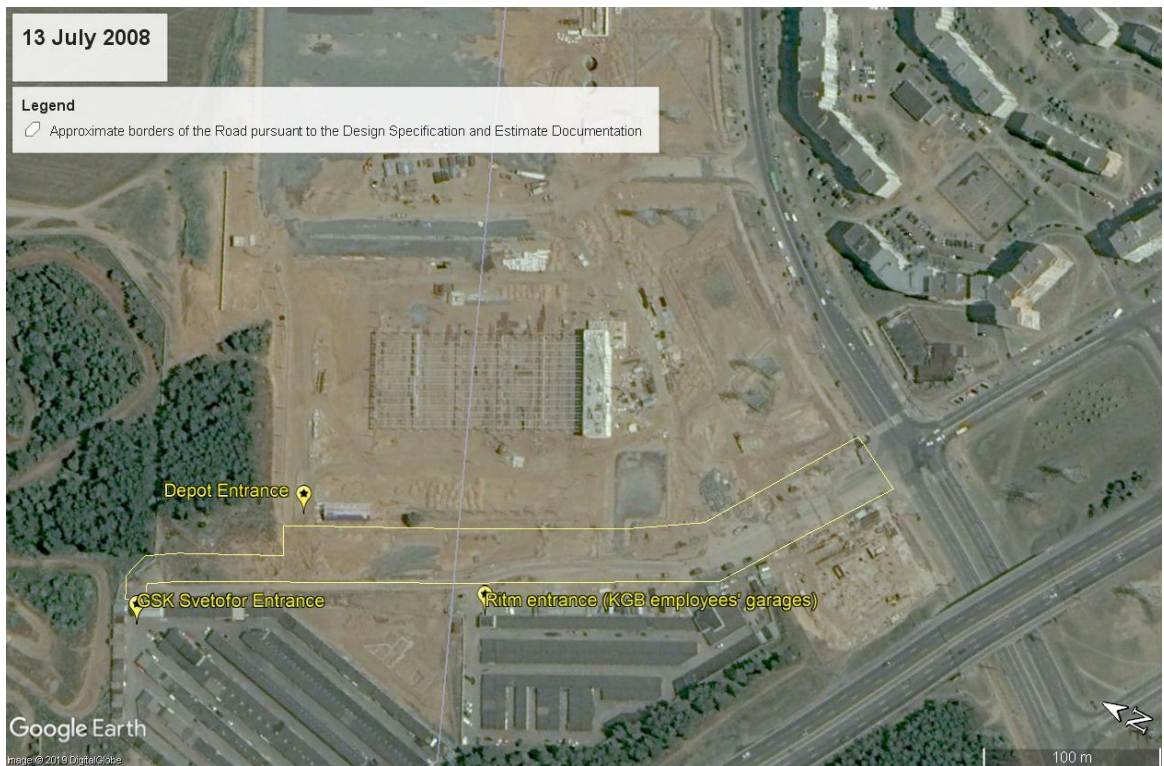 13 July 2008
Legend
Approximate borders of the Road pursuant to the Design Specification and Estimate Documentation
Depot Entrance
GSK Svetofor Entrance
Ritm entrance (KGB employees' garages)
Google Earth
N
Image © 2019 DigitalGlobe
100 m